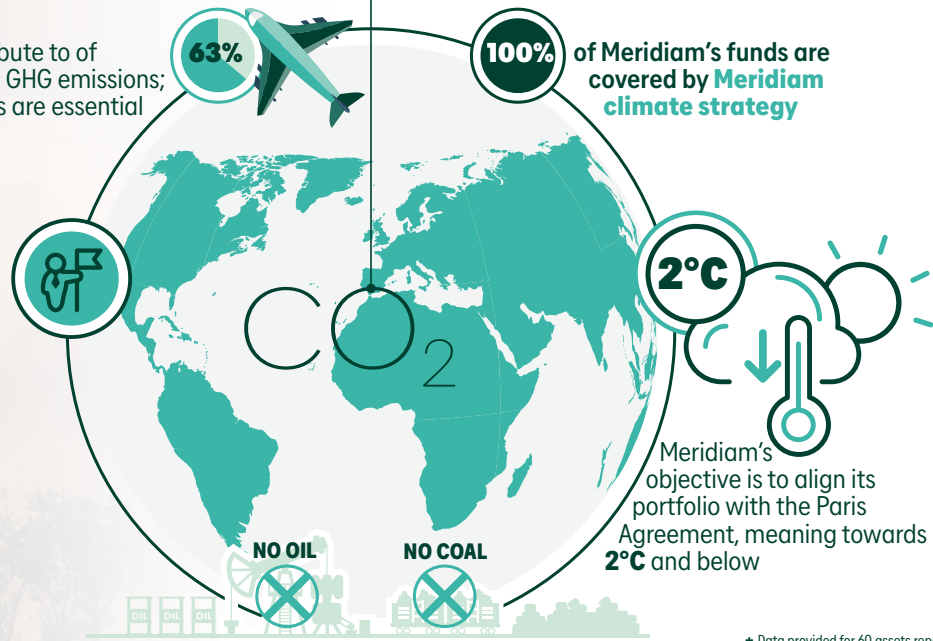 bute to of
GHG emissions;
s are essential
63%
100%
of Meridiam's funds are
covered by Meridiam
climate strategy
2°C
CO2
Meridiam's
objective is to align its
portfolio with the Paris
Agreement, meaning towards
2°C and below
NO OIL
NO COAL
OIL
OIL
OIL
+ Data provided for 60 assets rep